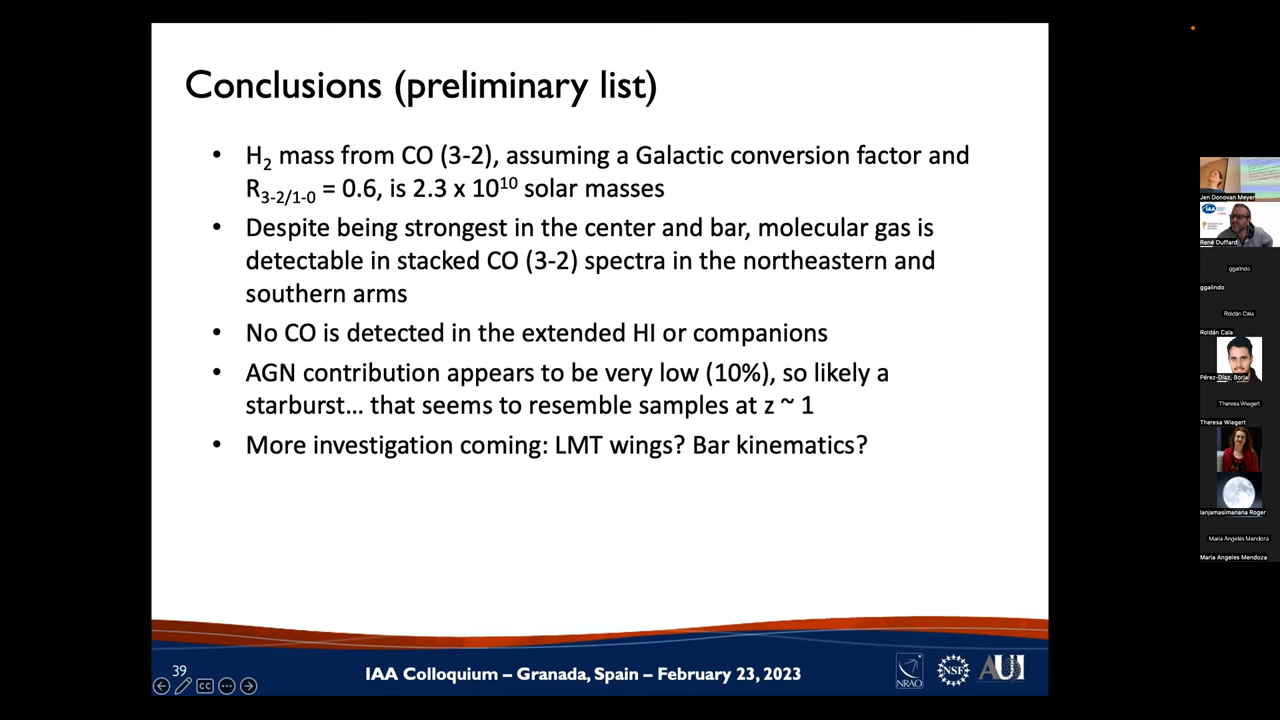 Conclusions (preliminary list)
• H₂ mass from CO (3-2), assuming a Galactic conversion factor and
R₃₋₂/₁₋₀ = 0.6, is 2.3 x 10¹⁰ solar masses
• Despite being strongest in the center and bar, molecular gas is
detectable in stacked CO (3-2) spectra in the northeastern and
southern arms
• No CO is detected in the extended HI or companions
• AGN contribution appears to be very low (10%), so likely a
starburst… that seems to resemble samples at z ~ 1
• More investigation coming: LMT wings? Bar kinematics?
39
CC
IAA Colloquium – Granada, Spain – February 23, 2023
NRAO
NSF
AUI
Jen Donovan Meyer
IAA
René Duffard
ggalindo
ggalindo
Roldán Cala
Roldán Cala
Pérez-Díaz, Borja
Theresa Wiegert
Theresa Wiegert
Ianjamasimanana Roger
Maria Angeles Mendoza
Maria Angeles Mendoza